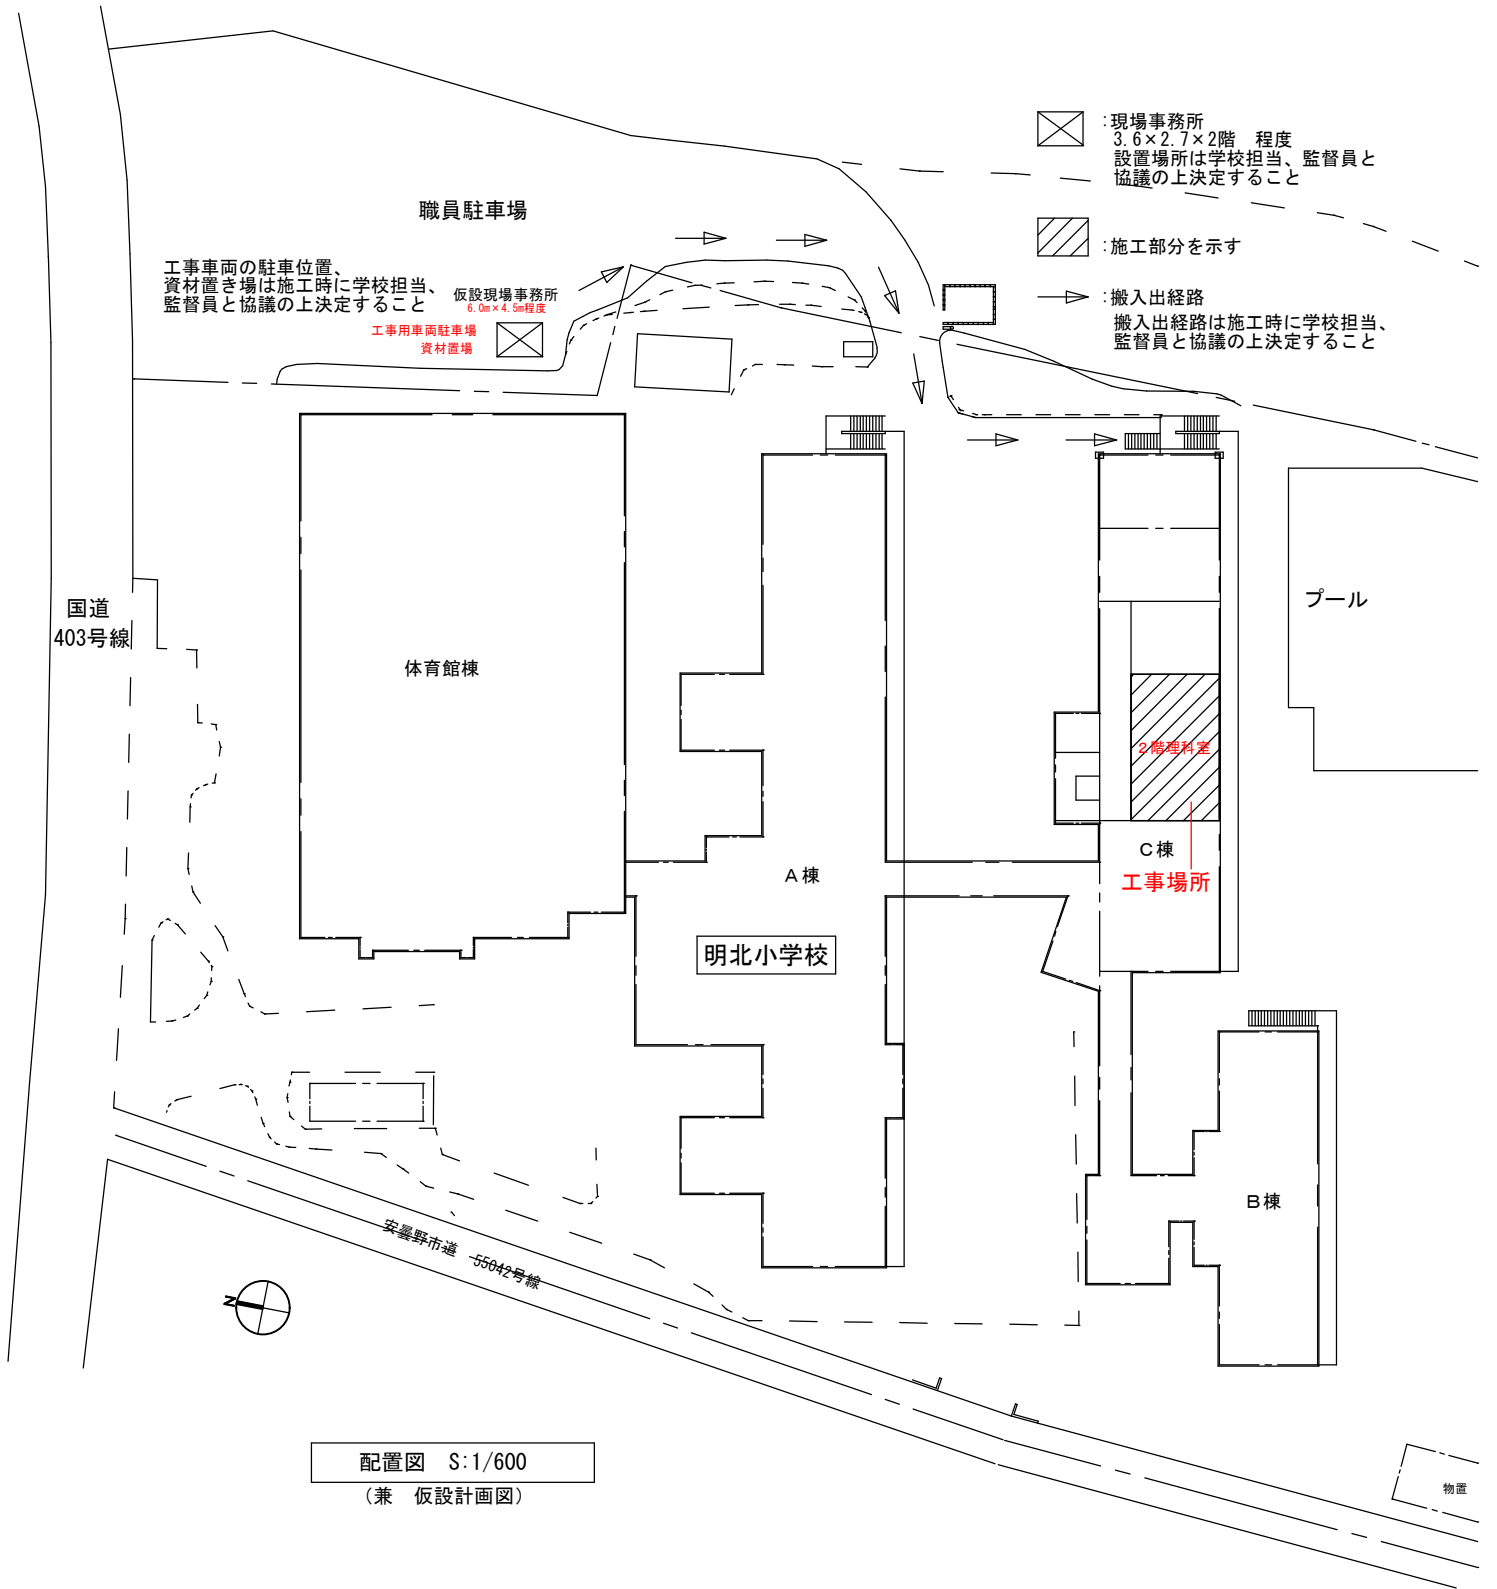 :現場事務所
3.6×2.7×2階　程度
設置場所は学校担当、監督員と
協議の上決定すること
職員駐車場
:施工部分を示す
工事車両の駐車位置、
資材置き場は施工時に学校担当、
監督員と協議の上決定すること
仮設現場事務所
6.0m×4.5m程度
工事用車両駐車場
資材置場
:搬入出経路
搬入出経路は施工時に学校担当、
監督員と協議の上決定すること
国道
403号線
プール
体育館棟
２階理科室
Ｃ棟
工事場所
Ａ棟
明北小学校
Ｂ棟
安曇野市道　55042号線
N
配置図　S:1/600
(兼　仮設計画図)
物置